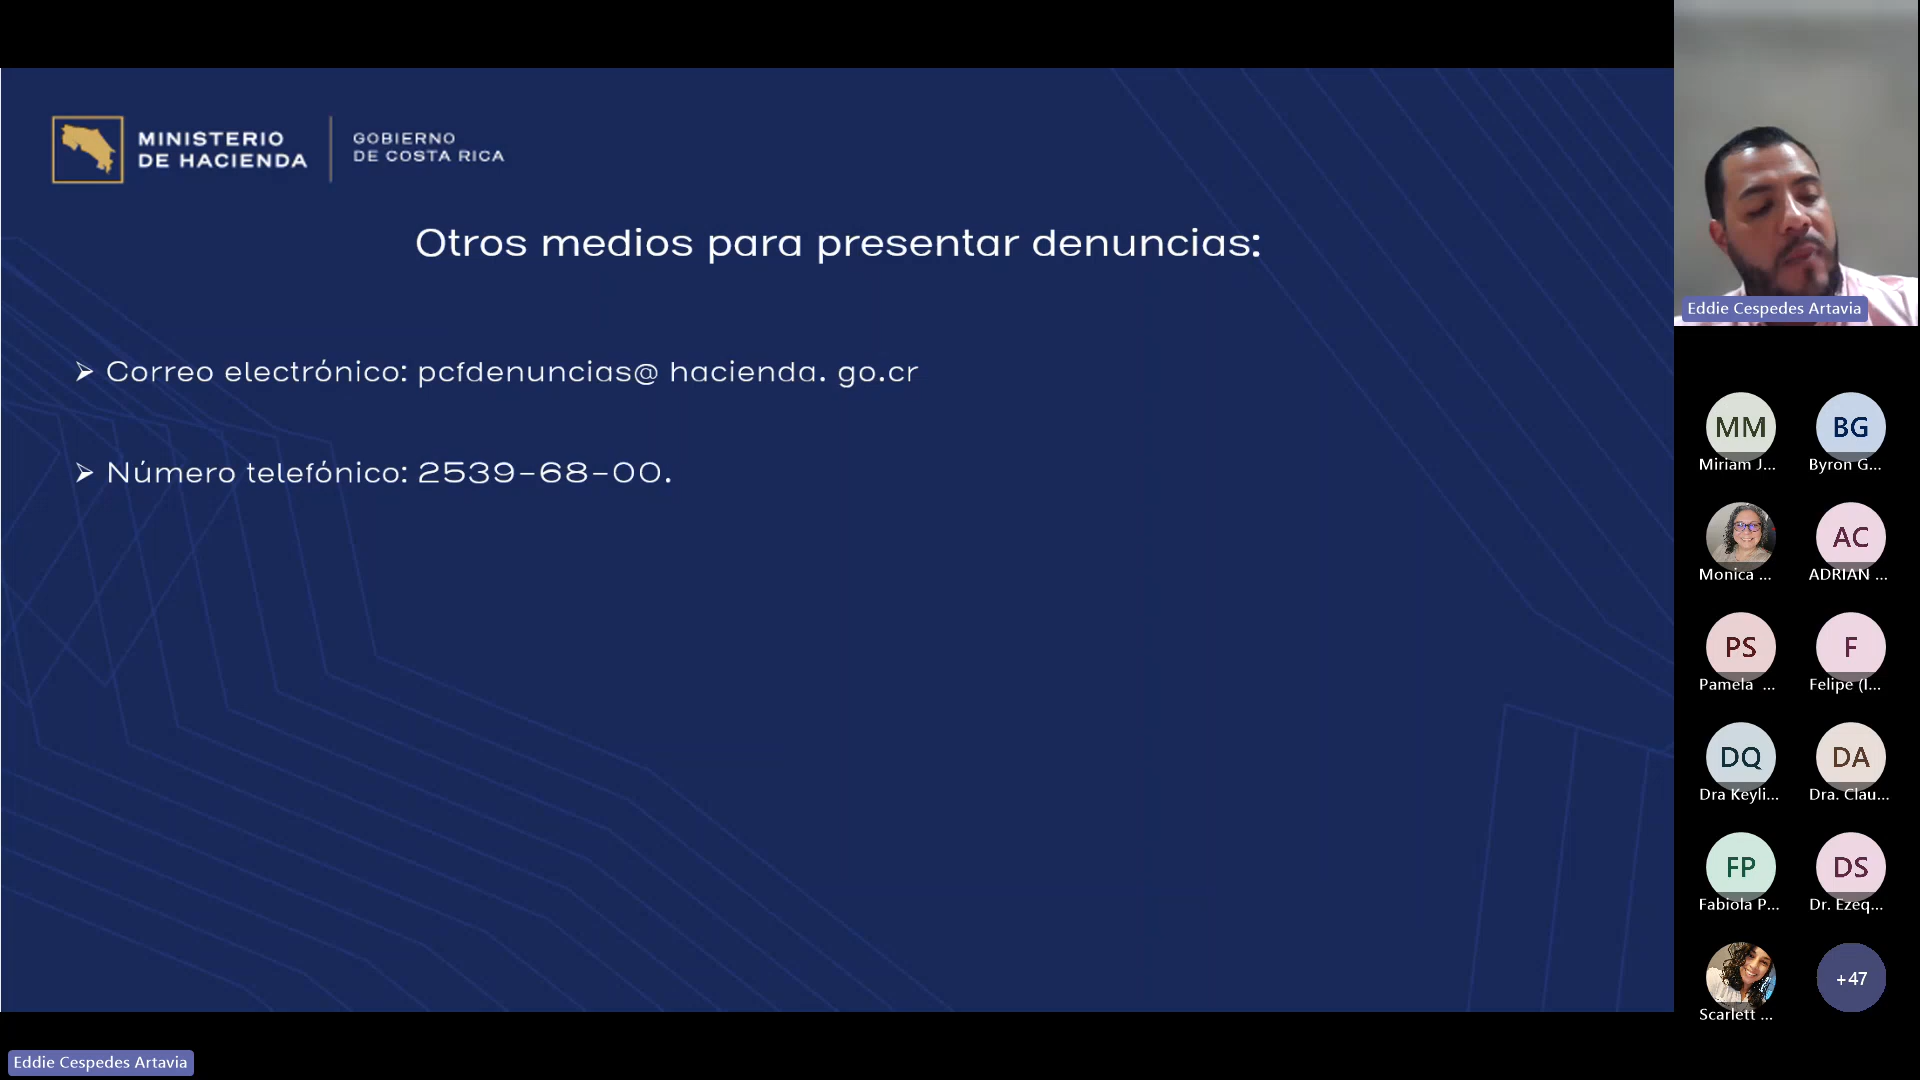 MINISTERIO
DE HACIENDA
GOBIERNO
DE COSTA RICA
Otros medios para presentar denuncias:
➢ Correo electrónico: pcfdenuncias@ hacienda. go.cr
➢ Número telefónico: 2539-68-00.
Eddie Cespedes Artavia
MM
Miriam J...
BG
Byron G...
Monica ...
AC
ADRIAN ...
PS
Pamela ...
F
Felipe (I...
DQ
Dra Keyli...
DA
Dra. Clau...
FP
Fabiola P...
DS
Dr. Ezeq...
Scarlett ...
+47
Eddie Cespedes Artavia